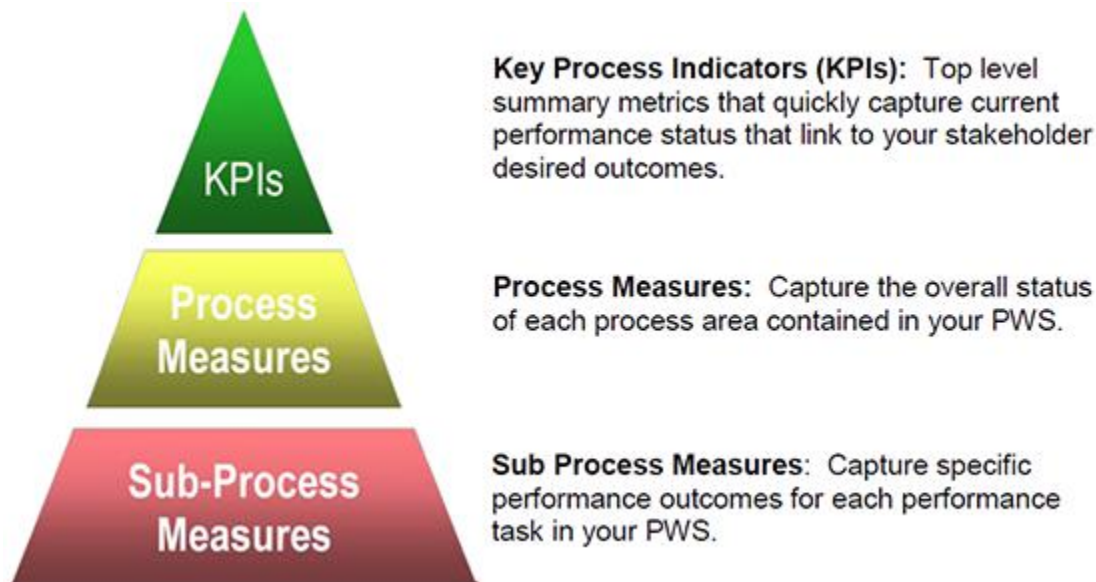 KPIs
Key Process Indicators (KPIs): Top level
summary metrics that quickly capture current
performance status that link to your stakeholder
desired outcomes.
Process
Measures
Process Measures: Capture the overall status
of each process area contained in your PWS.
Sub-Process
Measures
Sub Process Measures: Capture specific
performance outcomes for each performance
task in your PWS.